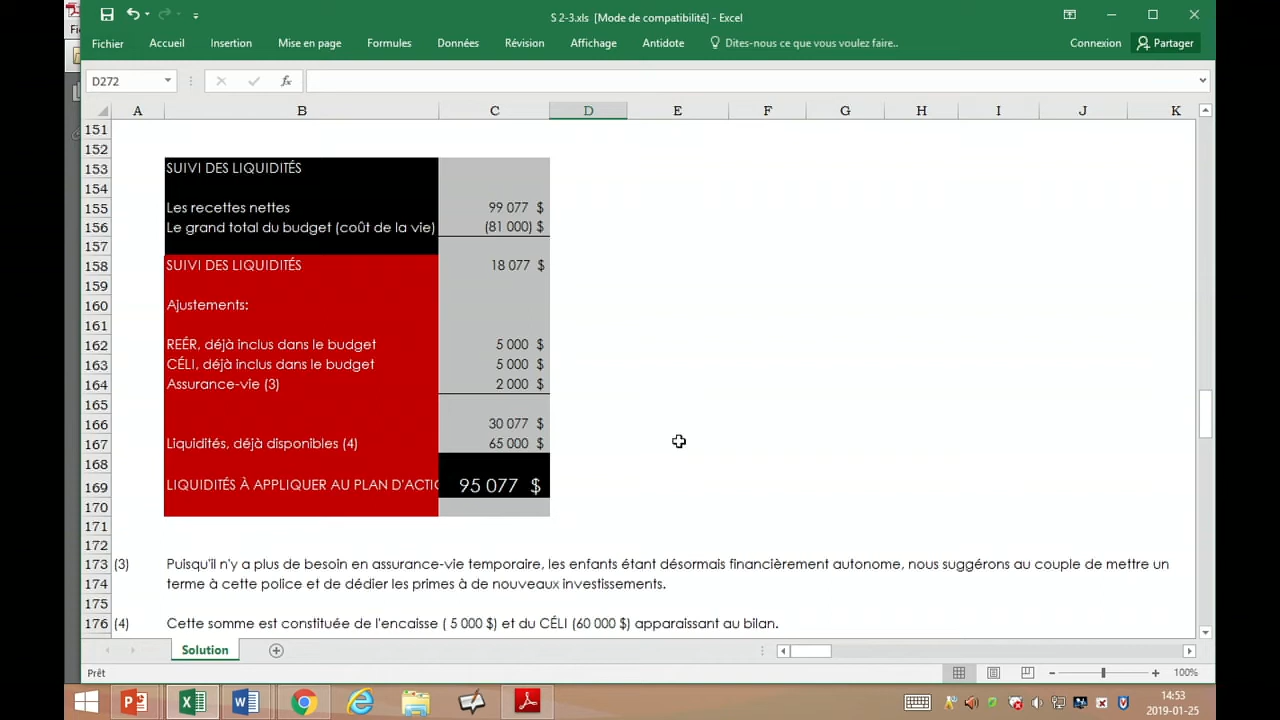 S 2-3.xls [Mode de compatibilité] - Excel
Fichier Accueil Insertion Mise en page Formules Données Révision Affichage Antidote Dites-nous ce que vous voulez faire.. Connexion Partager
D272
fx
A B C D E F G H I J K
151
152
153 SUIVI DES LIQUIDITÉS
154
155 Les recettes nettes 99 077 $
156 Le grand total du budget (coût de la vie) (81 000) $
157
158 SUIVI DES LIQUIDITÉS 18 077 $
159
160 Ajustements:
161
162 REÉR, déjà inclus dans le budget 5 000 $
163 CÉLI, déjà inclus dans le budget 5 000 $
164 Assurance-vie (3) 2 000 $
165
166 30 077 $
167 Liquidités, déjà disponibles (4) 65 000 $
168
169 LIQUIDITÉS À APPLIQUER AU PLAN D'ACTIO 95 077 $
170
171
172
173 (3) Puisqu'il n'y a plus de besoin en assurance-vie temporaire, les enfants étant désormais financièrement autonome, nous suggérons au couple de mettre un
174 terme à cette police et de dédier les primes à de nouveaux investissements.
175
176 (4) Cette somme est constituée de l'encaisse ( 5 000 $) et du CÉLI (60 000 $) apparaissant au bilan.
Solution
Prêt 100%
14:53
2019-01-25